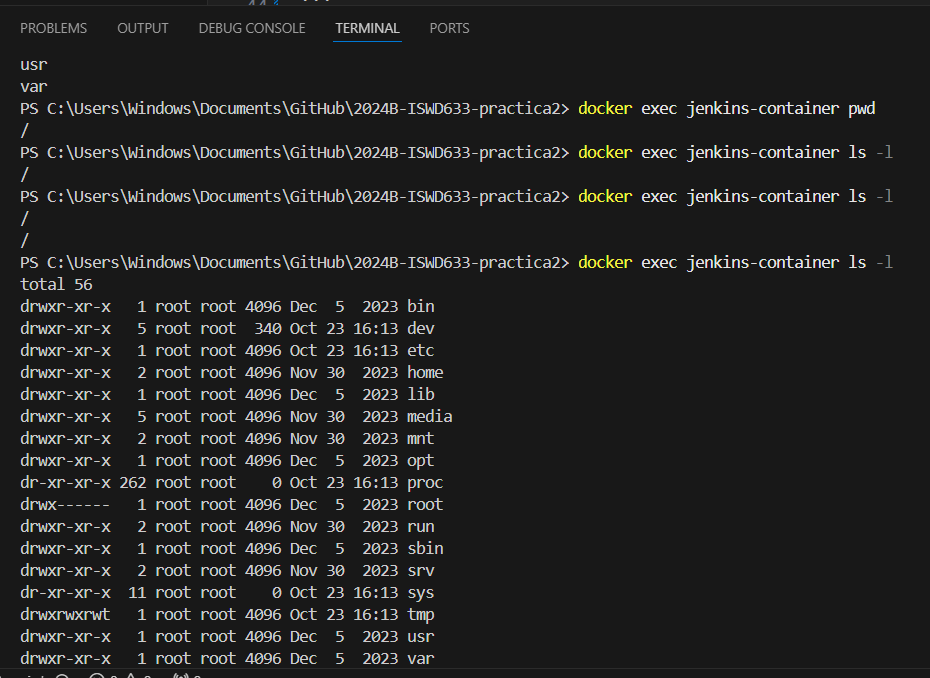 PROBLEMS OUTPUT DEBUG CONSOLE TERMINAL PORTS
usr
var
PS C:\Users\Windows\Documents\GitHub\2024B-ISWD633-practica2> docker exec jenkins-container pwd
/
PS C:\Users\Windows\Documents\GitHub\2024B-ISWD633-practica2> docker exec jenkins-container ls -l
/
PS C:\Users\Windows\Documents\GitHub\2024B-ISWD633-practica2> docker exec jenkins-container ls -l
/
/
PS C:\Users\Windows\Documents\GitHub\2024B-ISWD633-practica2> docker exec jenkins-container ls -l
total 56
drwxr-xr-x   1 root root 4096 Dec  5  2023 bin
drwxr-xr-x   5 root root  340 Oct 23 16:13 dev
drwxr-xr-x   1 root root 4096 Oct 23 16:13 etc
drwxr-xr-x   2 root root 4096 Nov 30  2023 home
drwxr-xr-x   1 root root 4096 Dec  5  2023 lib
drwxr-xr-x   5 root root 4096 Nov 30  2023 media
drwxr-xr-x   2 root root 4096 Nov 30  2023 mnt
drwxr-xr-x   1 root root 4096 Dec  5  2023 opt
dr-xr-xr-x 262 root root    0 Oct 23 16:13 proc
drwx------   1 root root 4096 Dec  5  2023 root
drwxr-xr-x   2 root root 4096 Nov 30  2023 run
drwxr-xr-x   1 root root 4096 Dec  5  2023 sbin
drwxr-xr-x   2 root root 4096 Nov 30  2023 srv
dr-xr-xr-x  11 root root    0 Oct 23 16:13 sys
drwxrwxrwt   1 root root 4096 Oct 23 16:13 tmp
drwxr-xr-x   1 root root 4096 Dec  5  2023 usr
drwxr-xr-x   1 root root 4096 Dec  5  2023 var